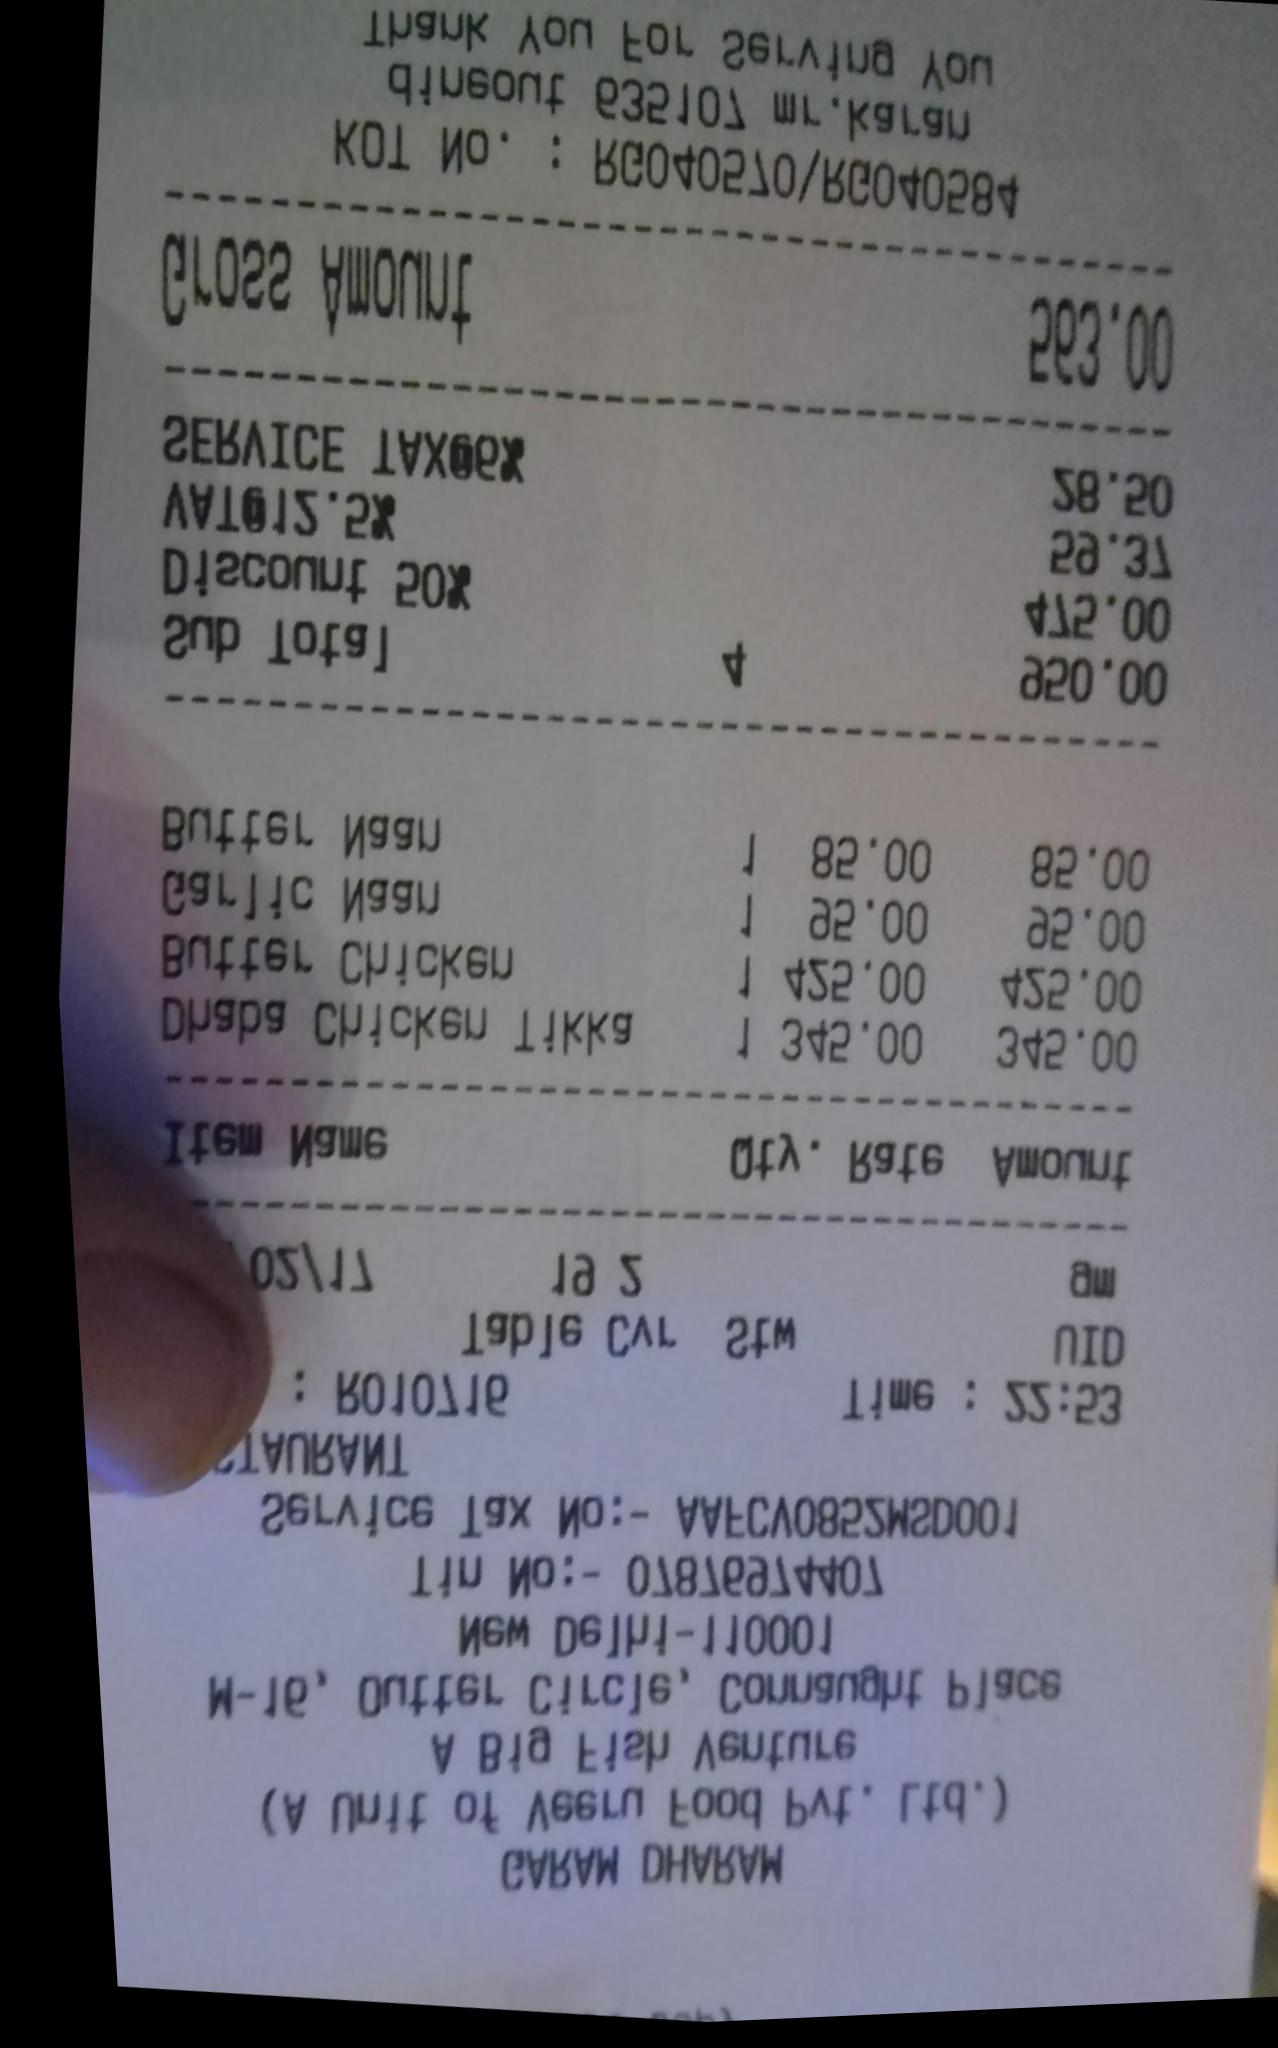 GARAM DHARAM
(A Unit of Veeru Food Pvt. Ltd.)
A Big Fish Venture
M-16, Outter Circle, Connaught Place
New Delhi-110001
Tin No:- 07876974407
Service Tax No:- AAFCV0852MSD001
STAURANT
: R010716 Time : 22:53
Table Cvr Stw UID
/02/17 19 2 gm
Item Name Qty. Rate Amount
Dhaba Chicken Tikka 1 345.00 345.00
Butter Chicken 1 425.00 425.00
Garlic Naan 1 95.00 95.00
Butter Naan 1 85.00 85.00
Sub Total 4 950.00
Discount 50% 475.00
VAT@12.5% 59.37
SERVICE TAX@6% 28.50
Gross Amount 563.00
KOT No. : RG040570/RG040584
dineout 635107 mr.karan
Thank You For Serving You